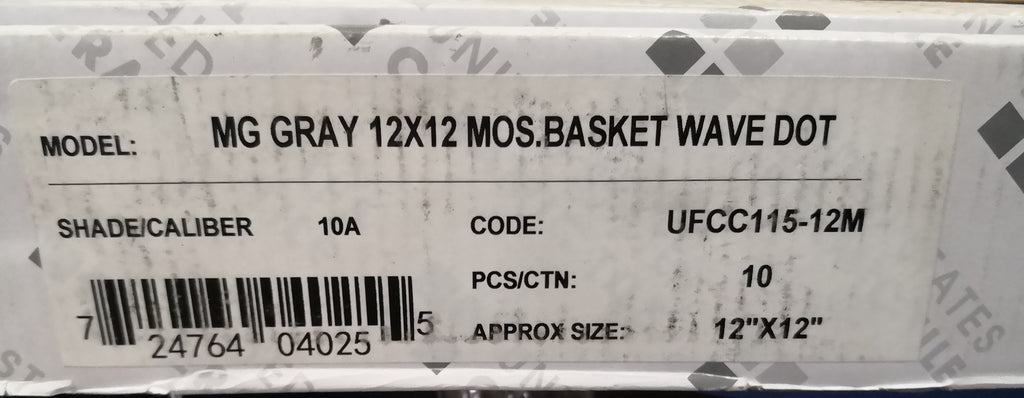 MODEL: MG GRAY 12X12 MOS.BASKET WAVE DOT
SHADE/CALIBER 10A CODE: UFCC115-12M
PCS/CTN: 10
APPROX SIZE: 12"X12"
7 24764 04025 5